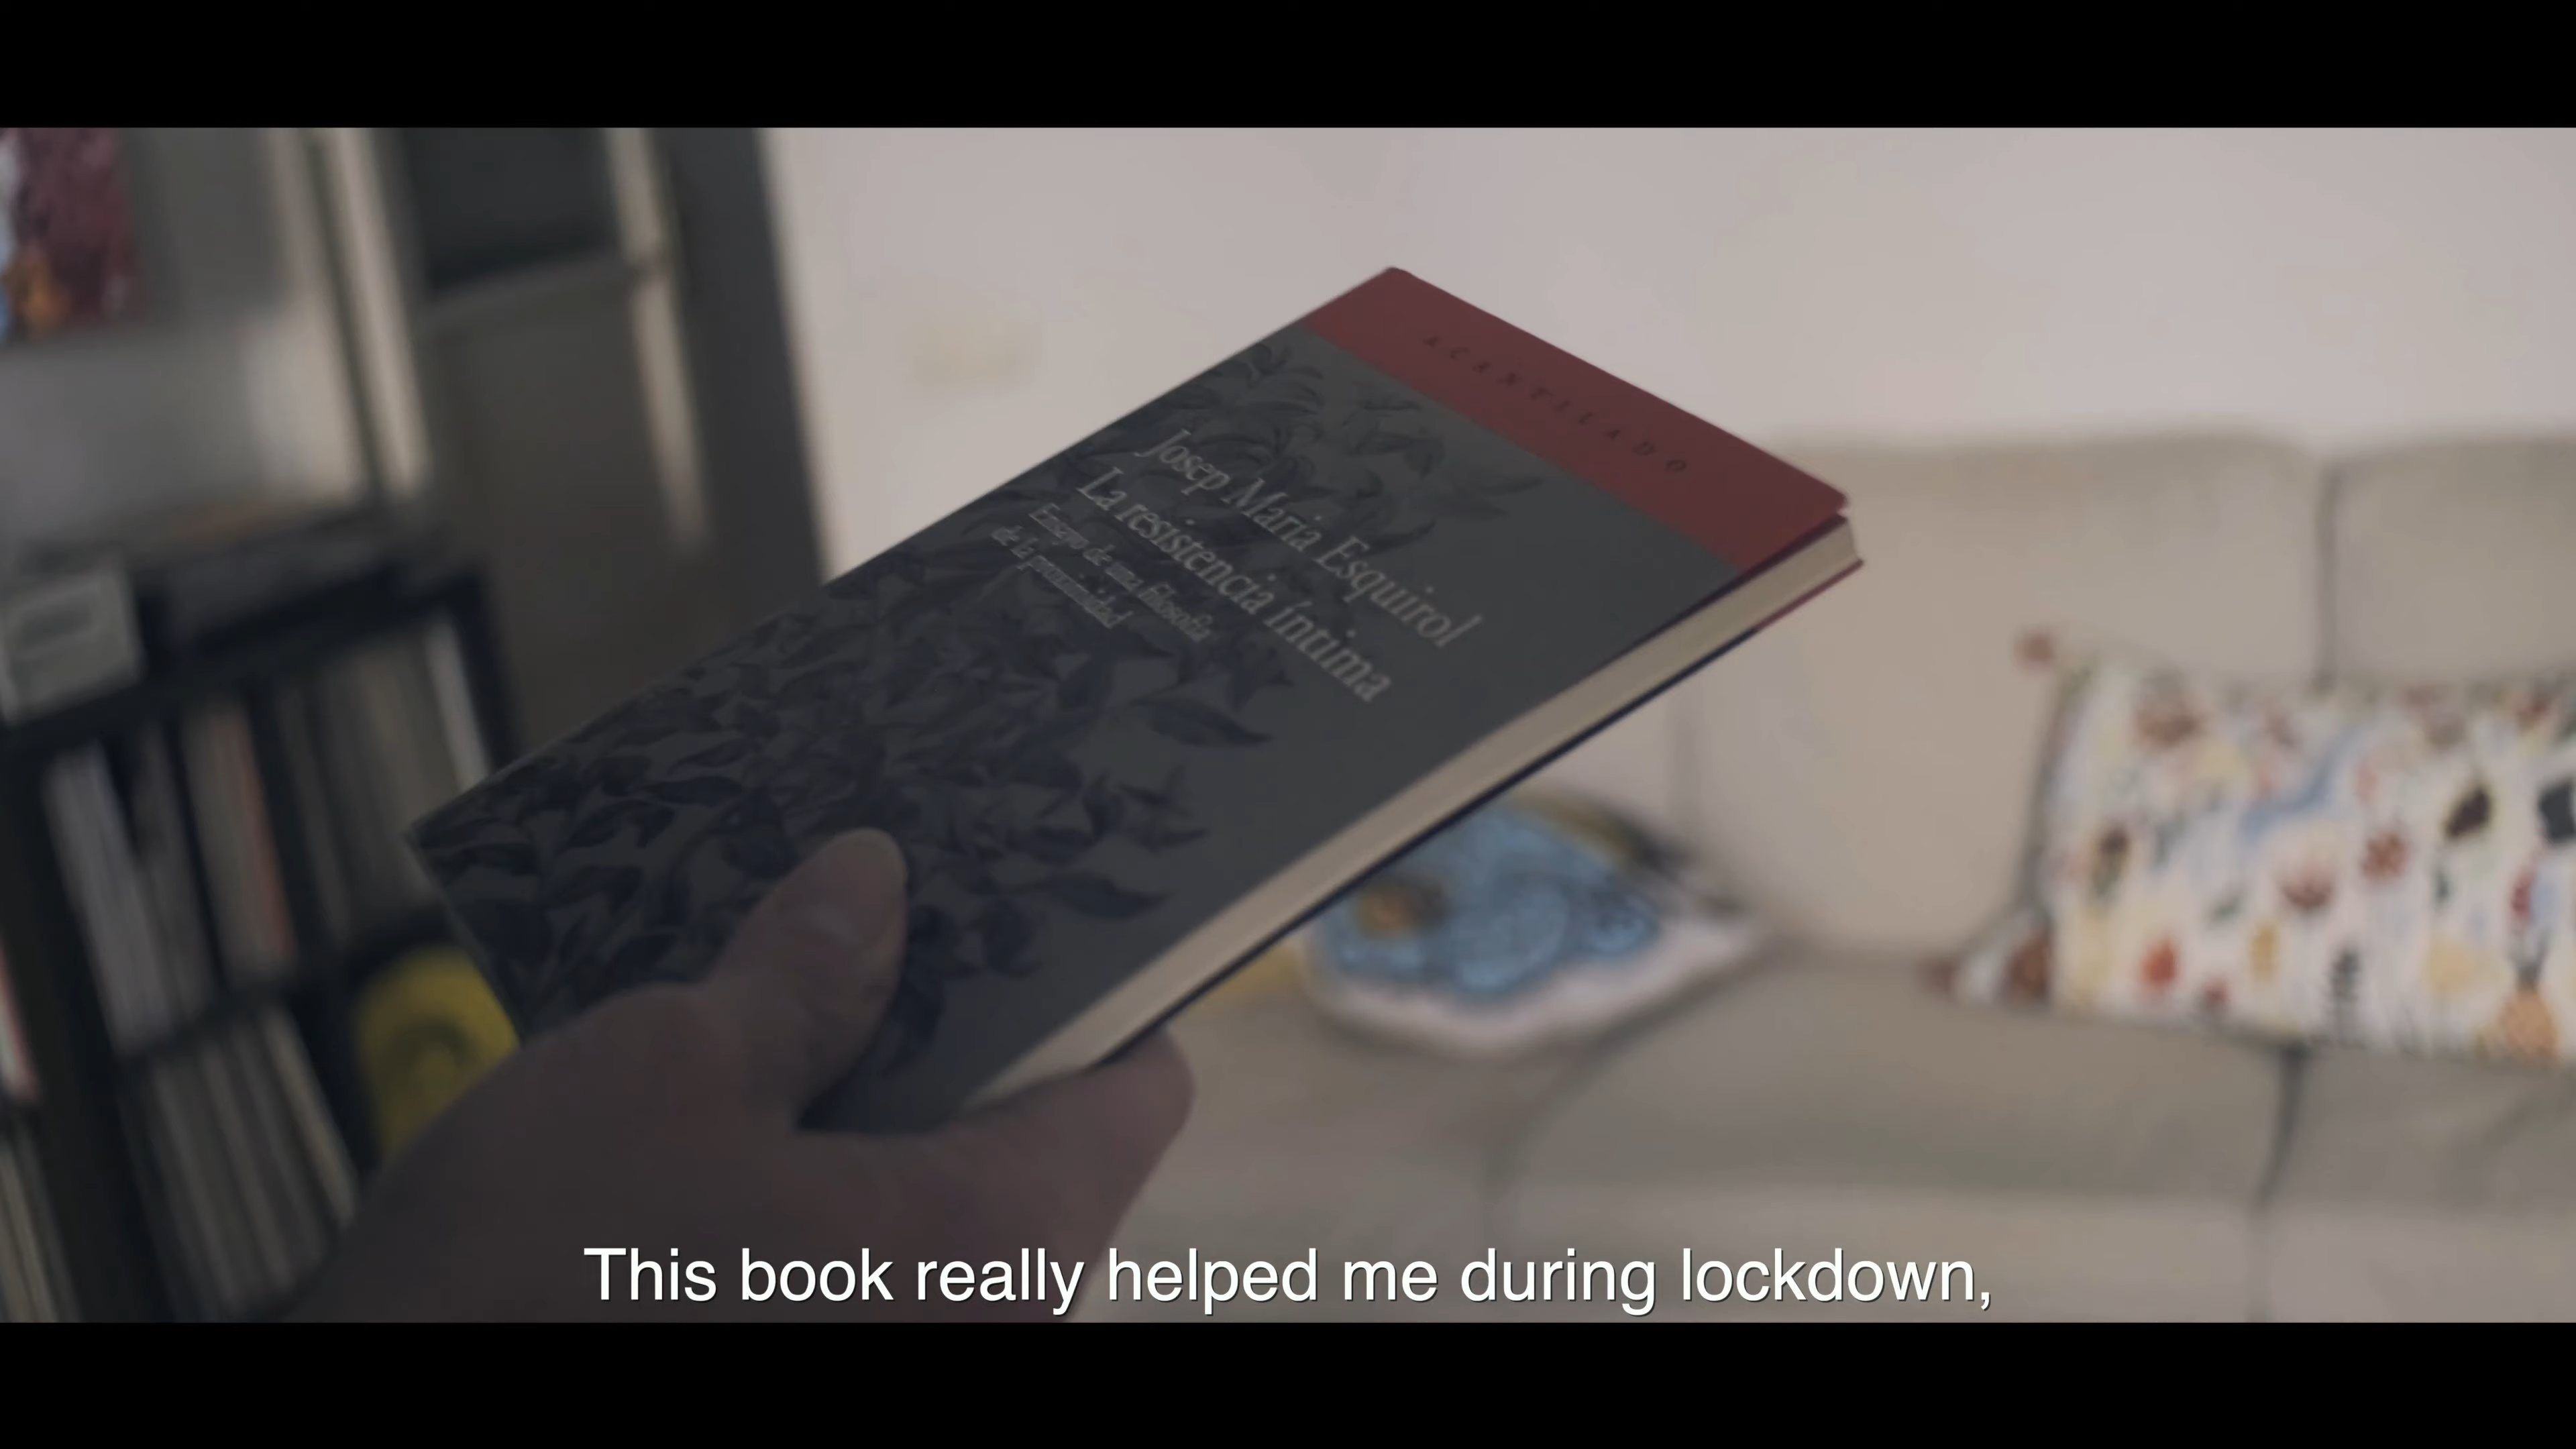 ACANTILADO
Josep Maria Esquirol
La resistencia íntima
Ensayo de una filosofía
de la proximidad
This book really helped me during lockdown,